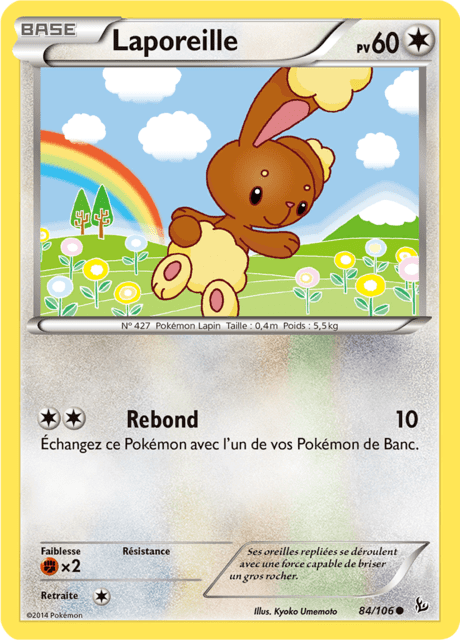 BASE
Laporeille
PV60
Nº 427 Pokémon Lapin Taille : 0,4m Poids : 5,5kg
Rebond 10
Échangez ce Pokémon avec l'un de vos Pokémon de Banc.
Faiblesse Résistance
×2
Retraite
Ses oreilles repliées se déroulent
avec une force capable de briser
un gros rocher.
©2014 Pokémon
Illus. Kyoko Umemoto
84/106